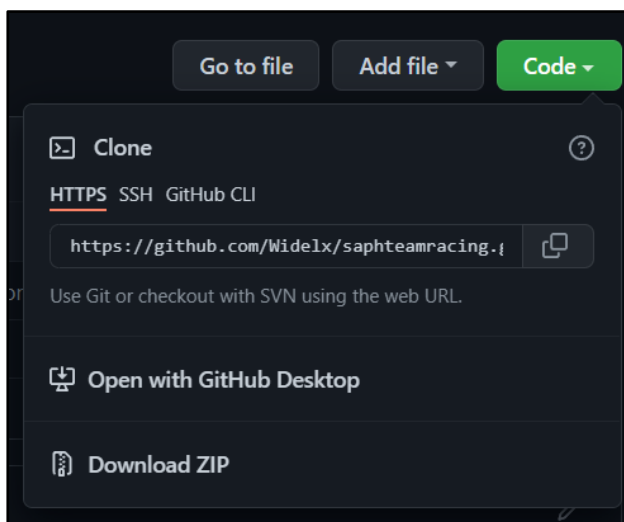 Go to file Add file Code
Clone
HTTPS SSH GitHub CLI
https://github.com/Widelx/saphteamracing.g
Use Git or checkout with SVN using the web URL.
Open with GitHub Desktop
Download ZIP